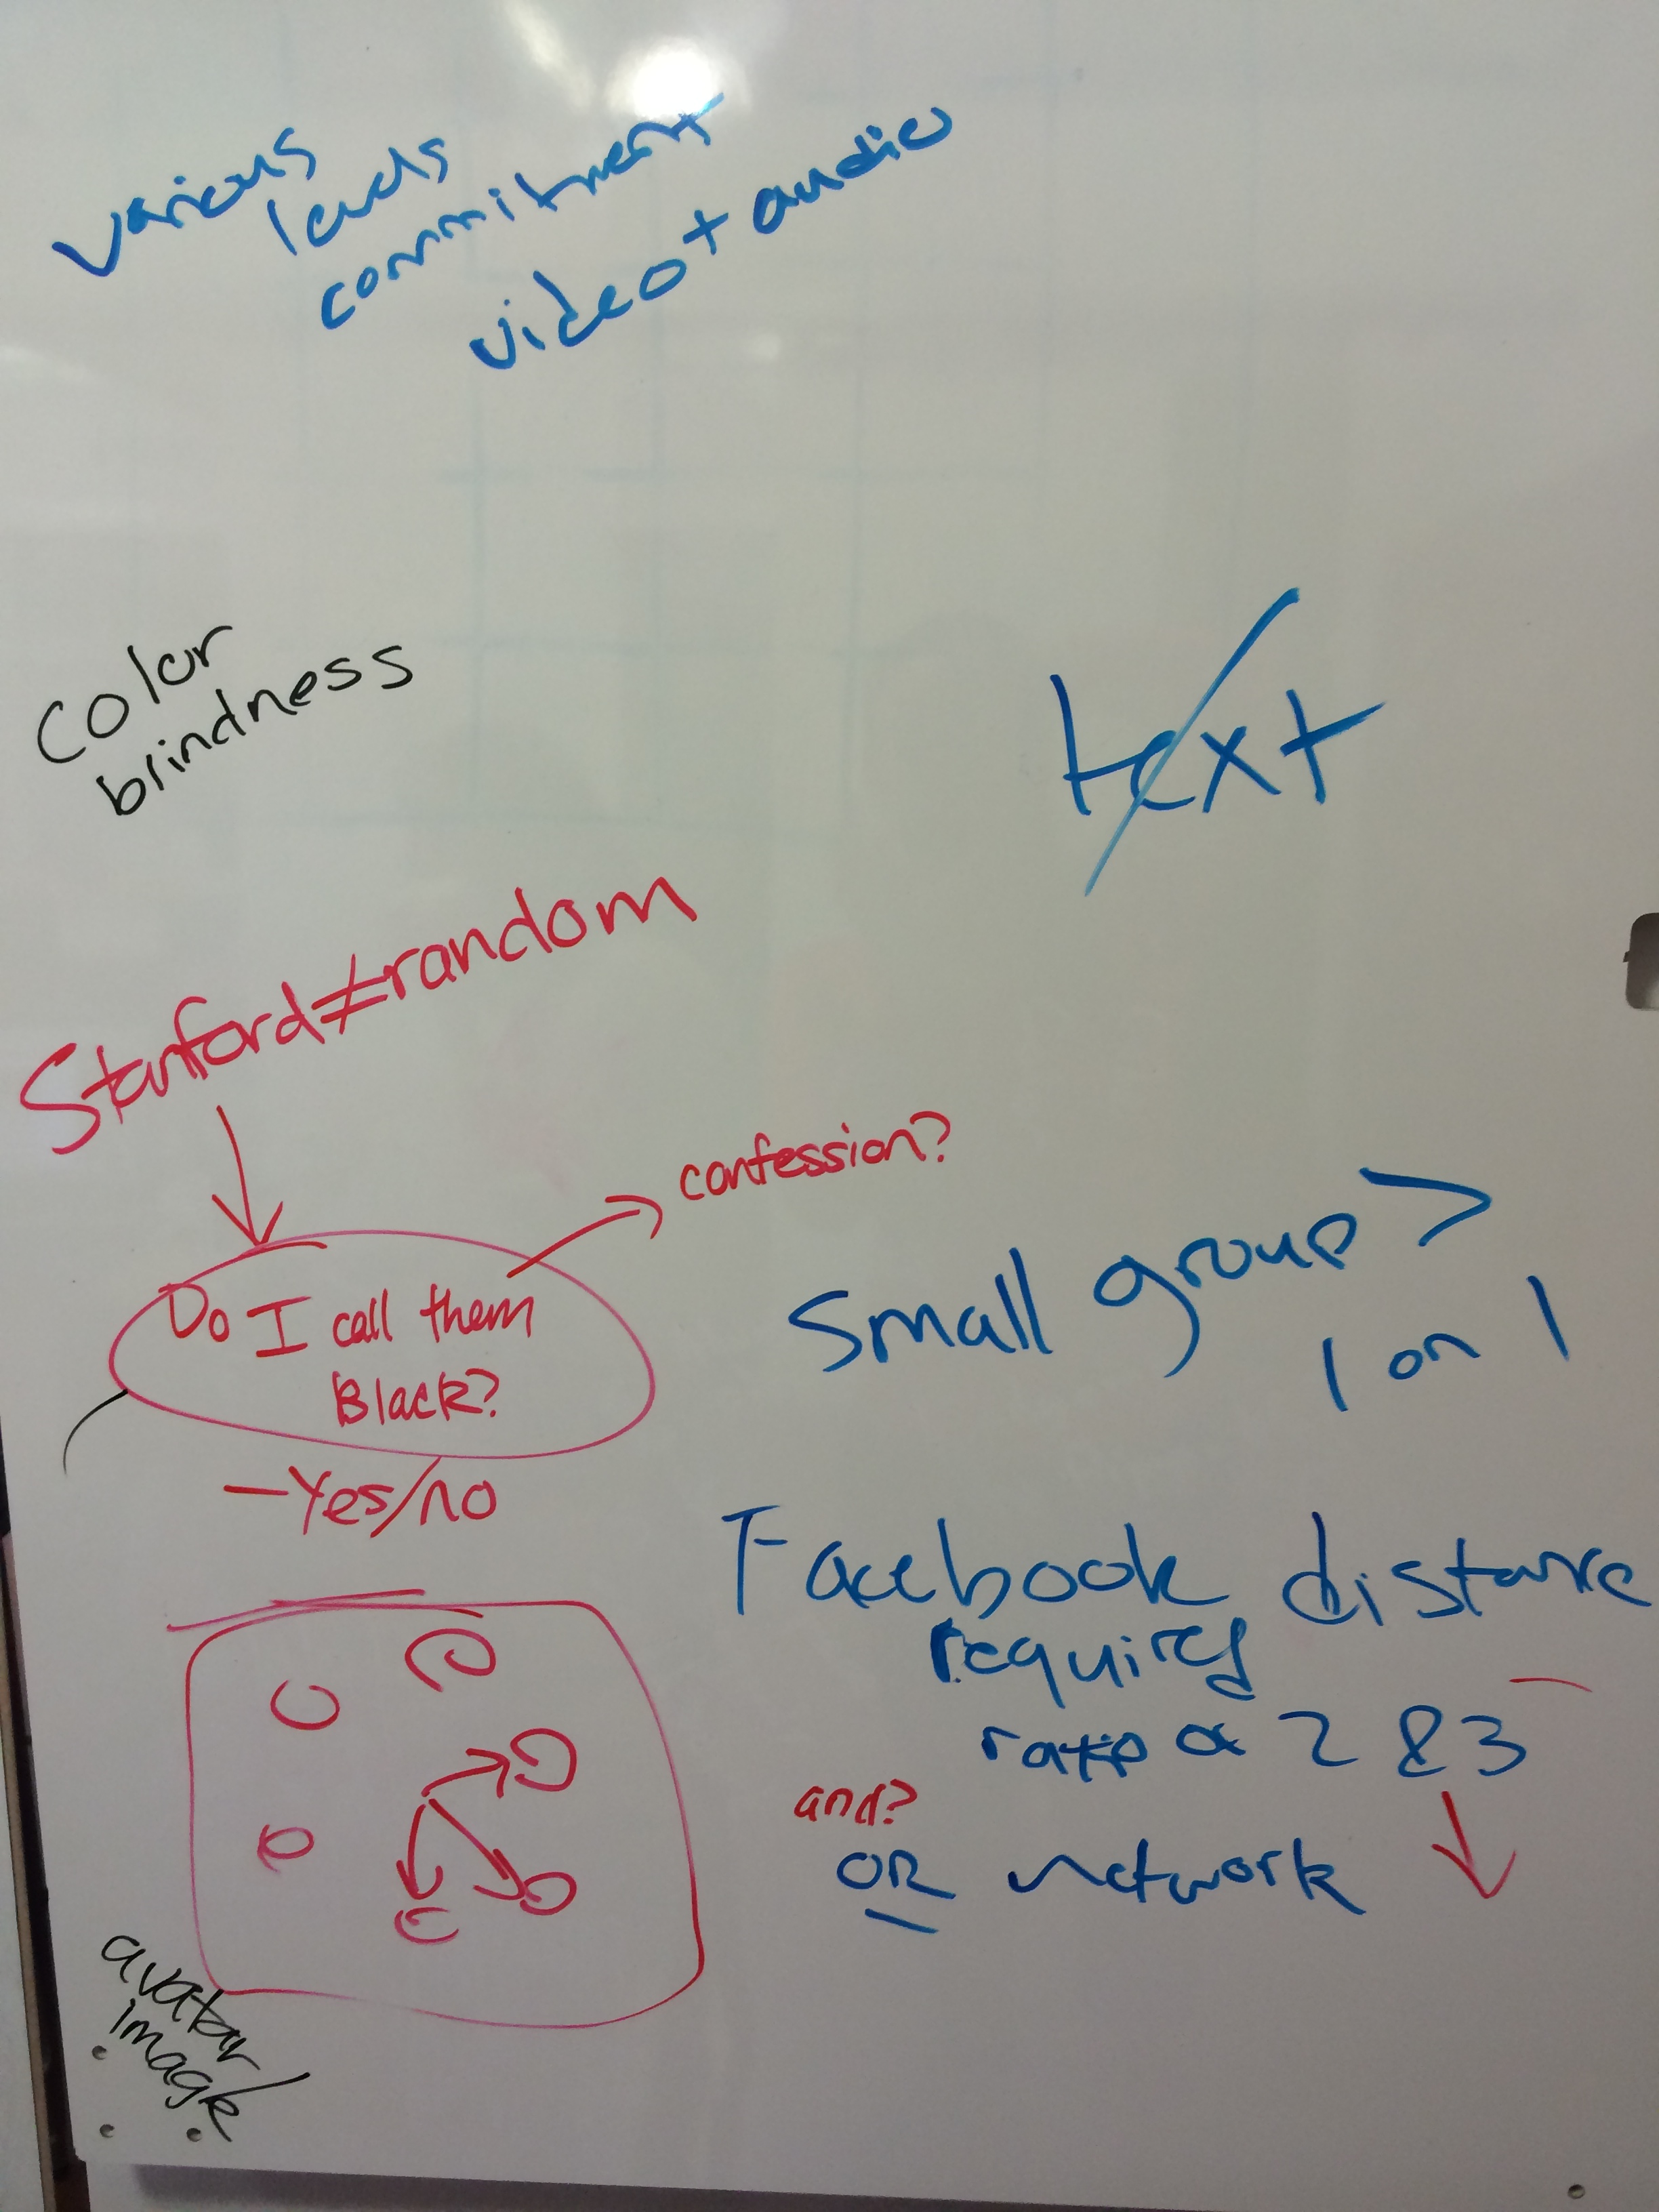 various
levels
commitment
video + audio
color
blindness
text
Stanford ≠ random
confession?
Do I call them
Black?
- Yes/no
Small group >
1 on 1
Facebook distance
required
ratio ∝ 2 & 3
and?
OR network
avatar
image